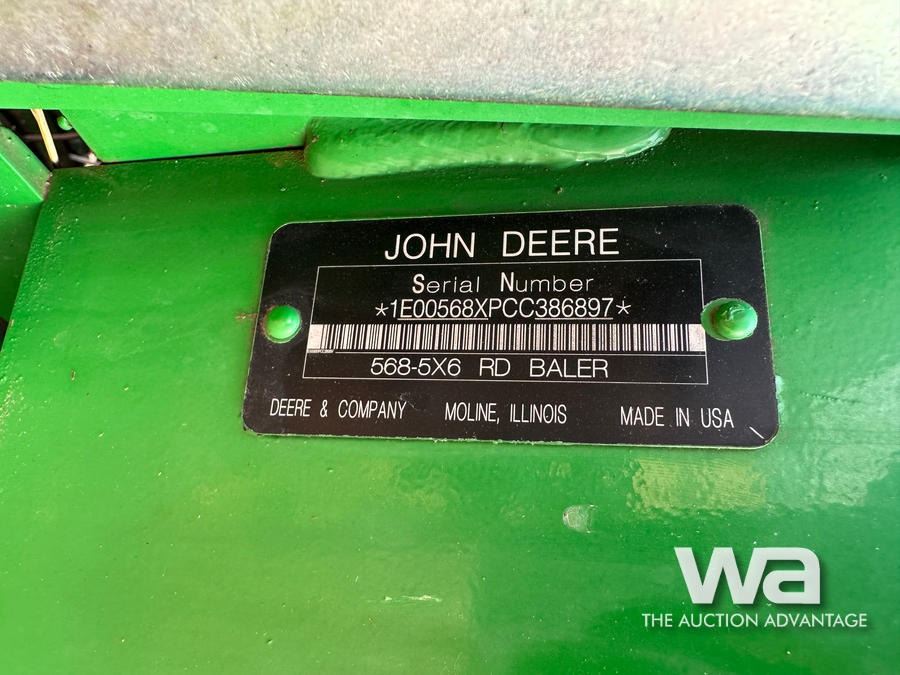 JOHN DEERE
Serial Number
*1E00568XPCC386897*
568-5X6 RD BALER
DEERE & COMPANY MOLINE, ILLINOIS MADE IN USA
wa
THE AUCTION ADVANTAGE